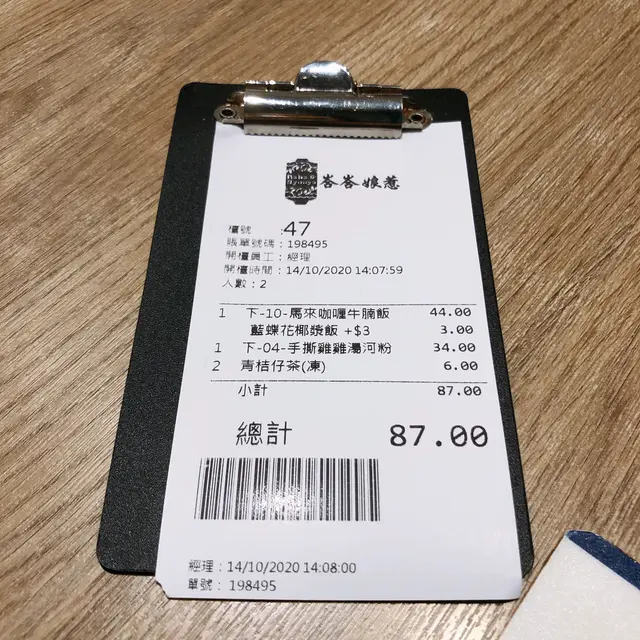 Baba & Nyonya
峇峇娘惹
檯號 :47
賬單號碼：198495
開檯員工：經理
開檯時間：14/10/2020 14:07:59
人數：2
1 下-10-馬來咖喱牛腩飯 44.00
藍蝶花椰漿飯 +$3 3.00
1 下-04-手撕雞雞湯河粉 34.00
2 青桔仔茶(凍) 6.00
小計 87.00
總計 87.00
經理：14/10/2020 14:08:00
單號： 198495